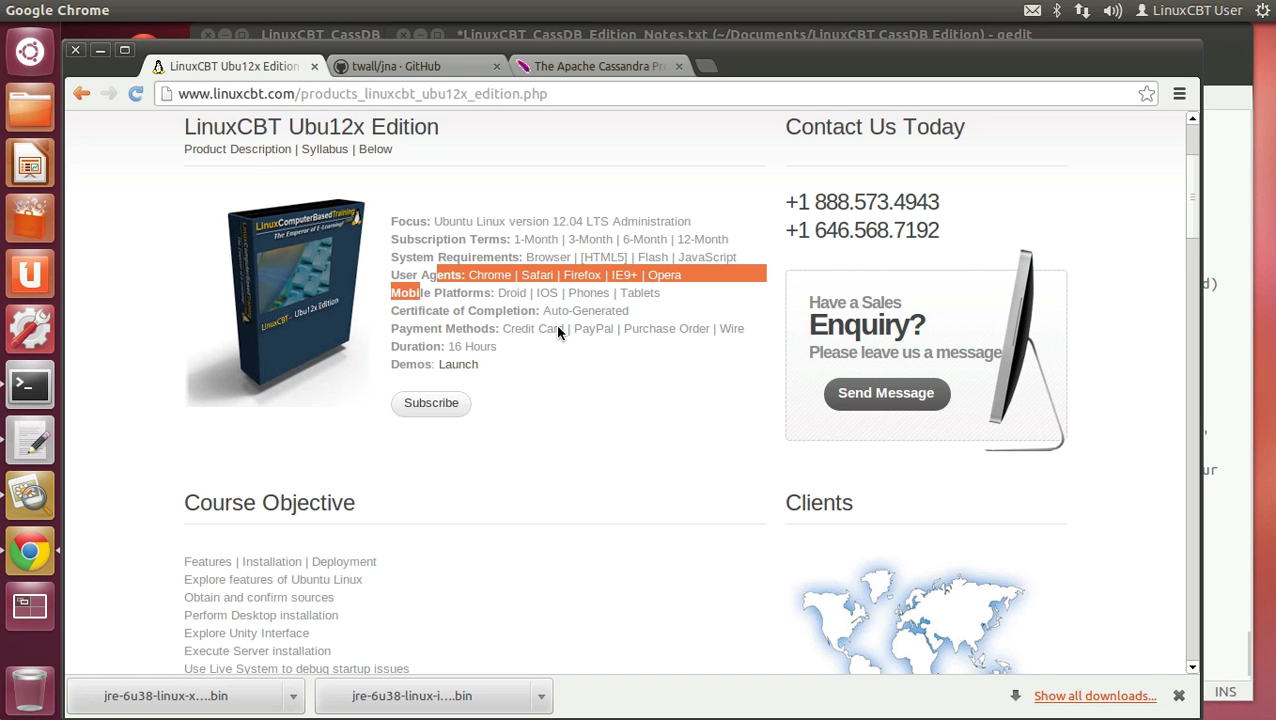 Google Chrome
LinuxCBT User
LinuxCBT_CassDB
*LinuxCBT_CassDB_Edition_Notes.txt (~/Documents/LinuxCBT CassDB Edition) - gedit
LinuxCBT Ubu12x Edition
twall/jna · GitHub
The Apache Cassandra Pr
www.linuxcbt.com/products_linuxcbt_ubu12x_edition.php
LinuxCBT Ubu12x Edition
Product Description | Syllabus | Below
Contact Us Today
+1 888.573.4943
+1 646.568.7192
LinuxComputerBasedTraining
The Emperor of E-Learning!
LinuxCBT - Ubu12x Edition
Focus: Ubuntu Linux version 12.04 LTS Administration
Subscription Terms: 1-Month | 3-Month | 6-Month | 12-Month
System Requirements: Browser | [HTML5] | Flash | JavaScript
User Agents: Chrome | Safari | Firefox | IE9+ | Opera
Mobile Platforms: Droid | IOS | Phones | Tablets
Certificate of Completion: Auto-Generated
Payment Methods: Credit Card | PayPal | Purchase Order | Wire
Duration: 16 Hours
Demos: Launch
Subscribe
Have a Sales
Enquiry?
Please leave us a message
Send Message
Course Objective
Clients
Features | Installation | Deployment
Explore features of Ubuntu Linux
Obtain and confirm sources
Perform Desktop installation
Explore Unity Interface
Execute Server installation
Use Live System to debug startup issues
jre-6u38-linux-x....bin
jre-6u38-linux-i....bin
Show all downloads...
INS